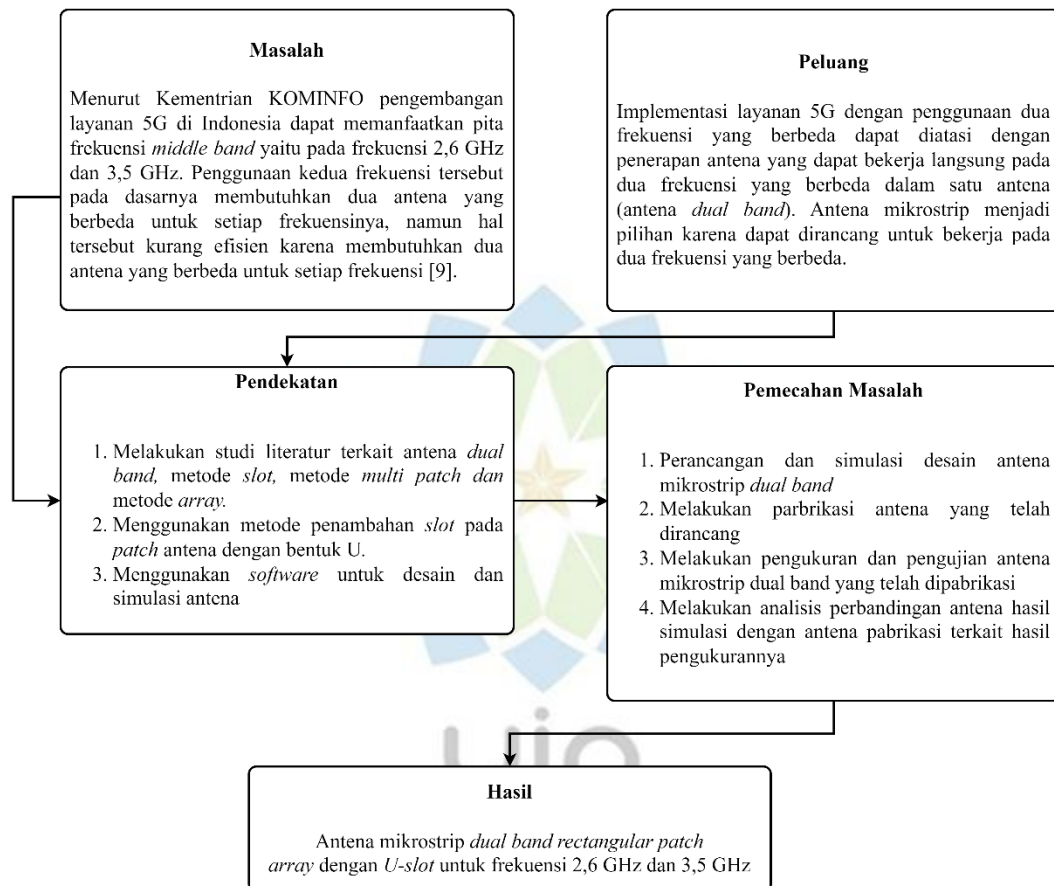 Masalah
Menurut Kementrian KOMINFO pengembangan
layanan 5G di Indonesia dapat memanfaatkan pita
frekuensi middle band yaitu pada frekuensi 2,6 GHz
dan 3,5 GHz. Penggunaan kedua frekuensi tersebut
pada dasarnya membutuhkan dua antena yang
berbeda untuk setiap frekuensinya, namun hal
tersebut kurang efisien karena membutuhkan dua
antena yang berbeda untuk setiap frekuensi [9].
Peluang
Implementasi layanan 5G dengan penggunaan dua
frekuensi yang berbeda dapat diatasi dengan
penerapan antena yang dapat bekerja langsung pada
dua frekuensi yang berbeda dalam satu antena
(antena dual band). Antena mikrostrip menjadi
pilihan karena dapat dirancang untuk bekerja pada
dua frekuensi yang berbeda.
Pendekatan
1. Melakukan studi literatur terkait antena dual
band, metode slot, metode multi patch dan
metode array.
2. Menggunakan metode penambahan slot pada
patch antena dengan bentuk U.
3. Menggunakan software untuk desain dan
simulasi antena
Pemecahan Masalah
1. Perancangan dan simulasi desain antena
mikrostrip dual band
2. Melakukan parbrikasi antena yang telah
dirancang
3. Melakukan pengukuran dan pengujian antena
mikrostrip dual band yang telah dipabrikasi
4. Melakukan analisis perbandingan antena hasil
simulasi dengan antena pabrikasi terkait hasil
pengukurannya
uin
Hasil
Antena mikrostrip dual band rectangular patch
array dengan U-slot untuk frekuensi 2,6 GHz dan 3,5 GHz